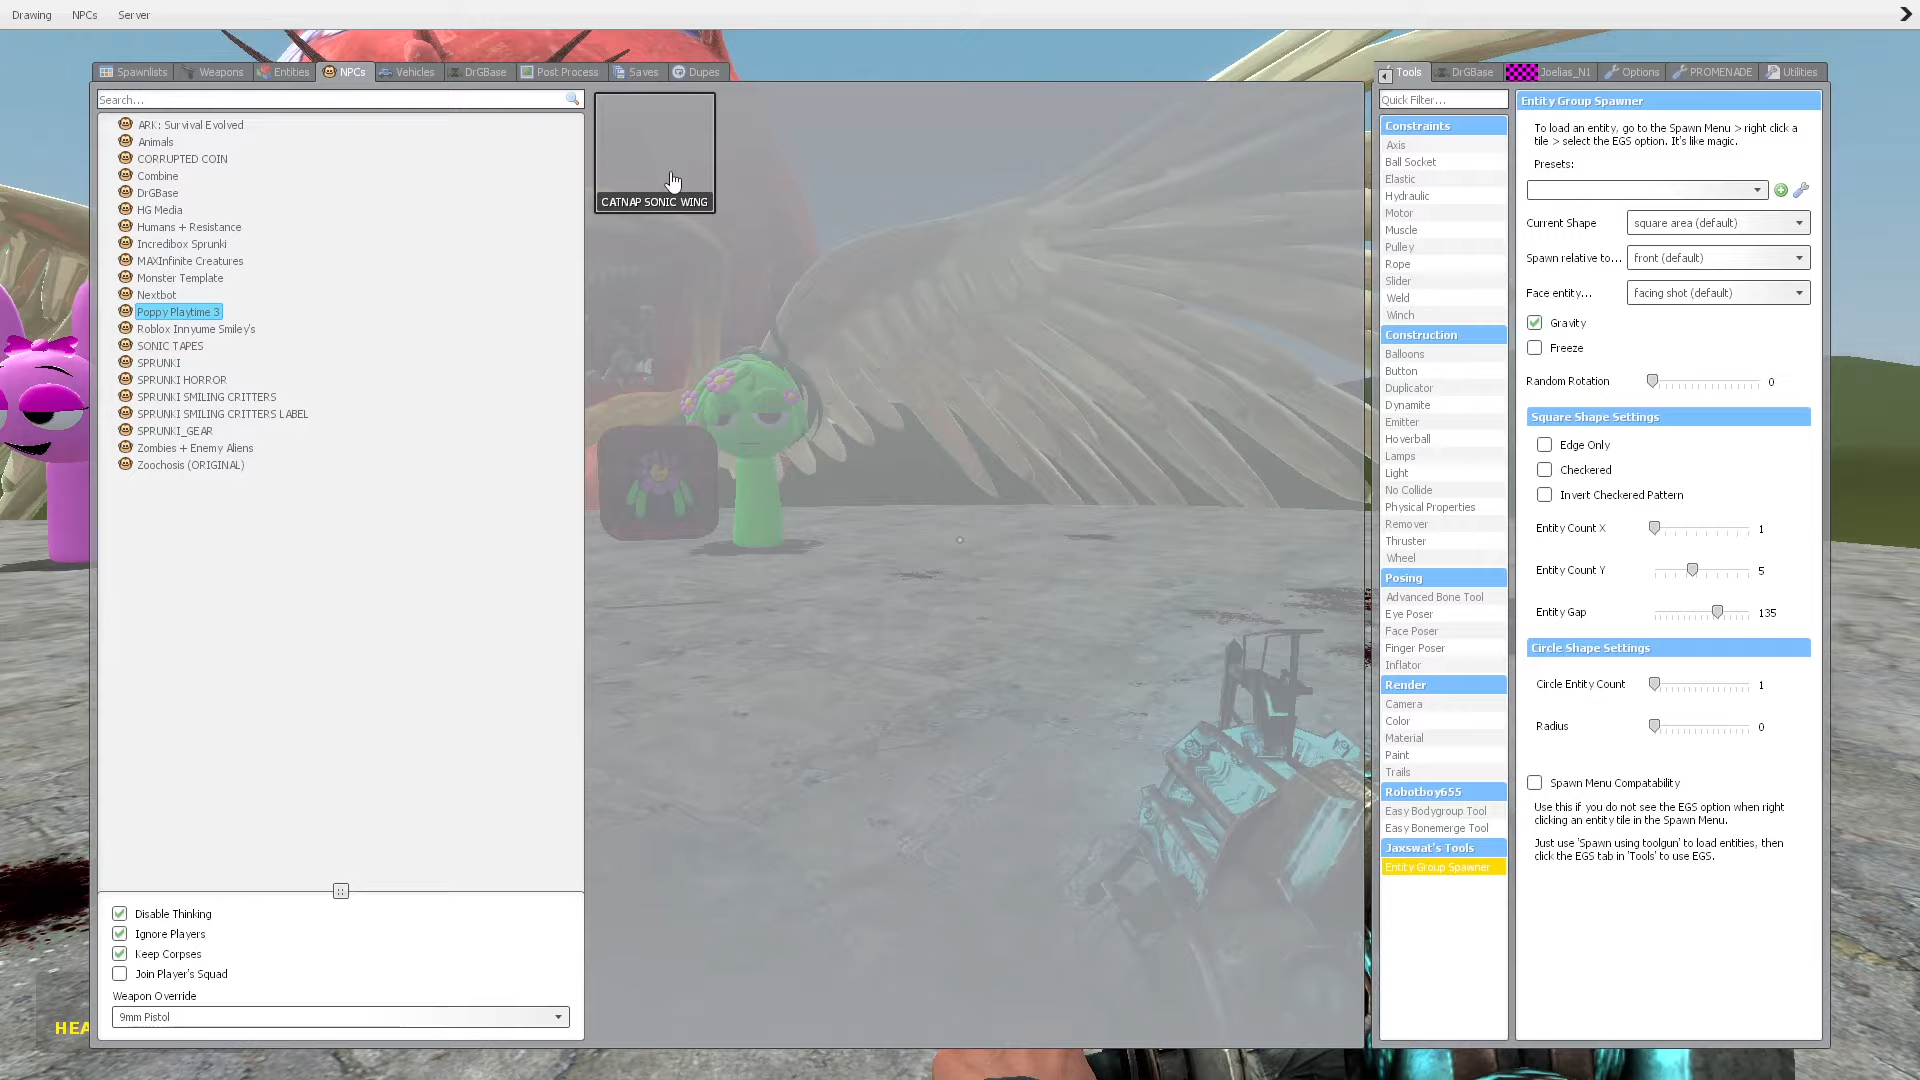 Drawing NPCs Server
Spawnlists Weapons Entities NPCs Vehicles DrGBase Post Process Saves Dupes
Search...
ARK: Survival Evolved
Animals
CORRUPTED COIN
Combine
DrGBase
HG Media
Humans + Resistance
Incredibox Sprunki
MAXInfinite Creatures
Monster Template
Nextbot
Poppy Playtime 3
Roblox Innyume Smiley's
SONIC TAPES
SPRUNKI
SPRUNKI HORROR
SPRUNKI SMILING CRITTERS
SPRUNKI SMILING CRITTERS LABEL
SPRUNKI_GEAR
Zombies + Enemy Aliens
Zoochosis (ORIGINAL)
Disable Thinking
Ignore Players
Keep Corpses
Join Player's Squad
Weapon Override
9mm Pistol
HEA
CATNAP SONIC WING
Tools DrGBase Joelias_N1 Options PROMENADE Utilities
Quick Filter...
Constraints
Axis
Ball Socket
Elastic
Hydraulic
Motor
Muscle
Pulley
Rope
Slider
Weld
Winch
Construction
Balloons
Button
Duplicator
Dynamite
Emitter
Hoverball
Lamps
Light
No Collide
Physical Properties
Remover
Thruster
Wheel
Posing
Advanced Bone Tool
Eye Poser
Face Poser
Finger Poser
Inflator
Render
Camera
Color
Material
Paint
Trails
Robotboy655
Easy Bodygroup Tool
Easy Bonemerge Tool
Jaxswat's Tools
Entity Group Spawner
Entity Group Spawner
To load an entity, go to the Spawn Menu > right click a
tile > select the EGS option. It's like magic.
Presets:
Current Shape square area (default)
Spawn relative to... front (default)
Face entity... facing shot (default)
Gravity
Freeze
Random Rotation 0
Square Shape Settings
Edge Only
Checkered
Invert Checkered Pattern
Entity Count X 1
Entity Count Y 5
Entity Gap 135
Circle Shape Settings
Circle Entity Count 1
Radius 0
Spawn Menu Compatability
Use this if you do not see the EGS option when right
clicking an entity tile in the Spawn Menu.
Just use 'Spawn using toolgun' to load entities, then
click the EGS tab in 'Tools' to use EGS.